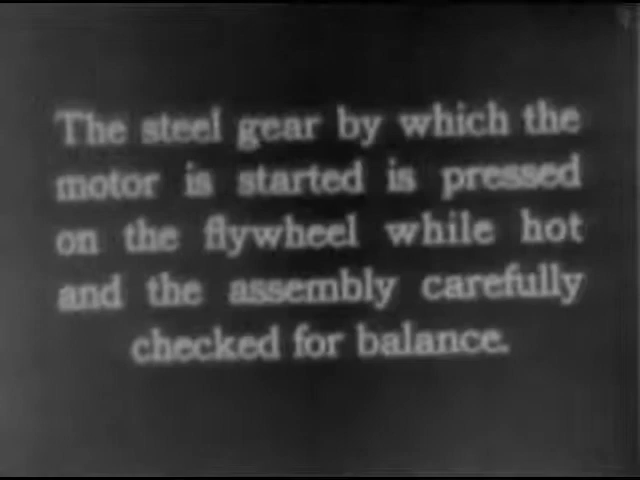 The steel gear by which the
motor is started is pressed
on the flywheel while hot
and the assembly carefully
checked for balance.